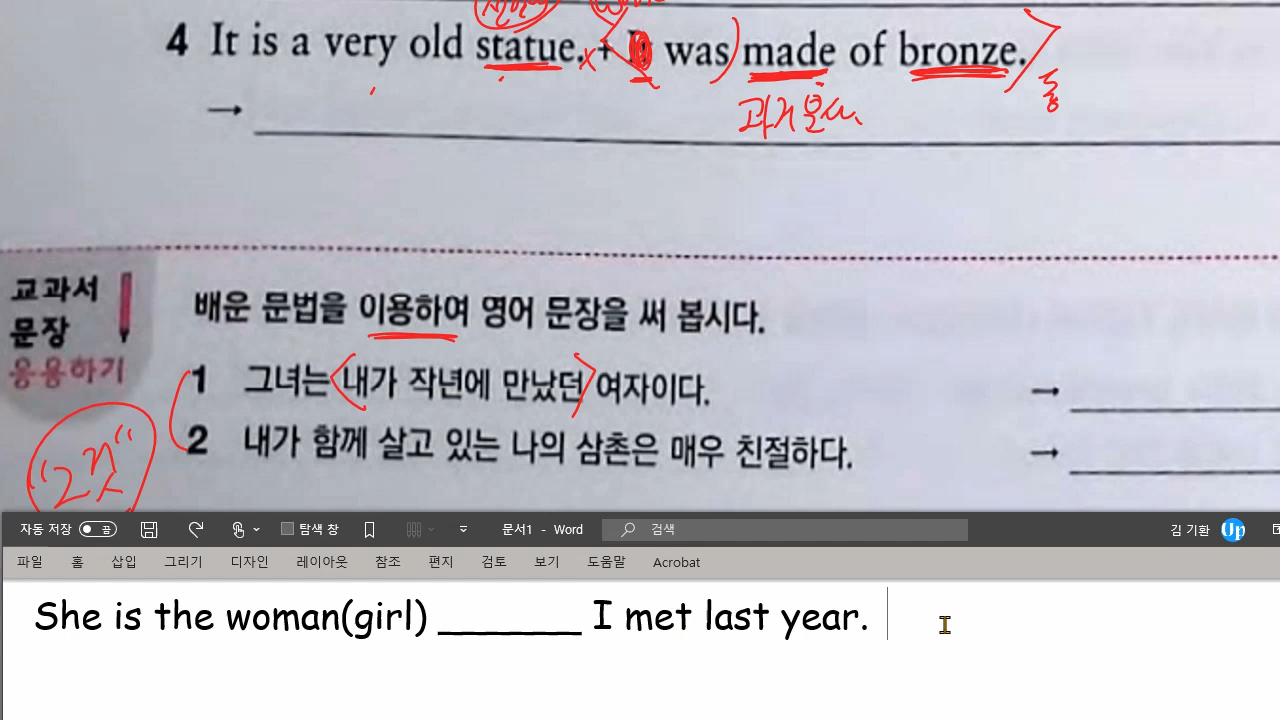 4 It is a very old statue. + It was made of bronze.
과거분사
→
교과서
문장
응용하기
배운 문법을 이용하여 영어 문장을 써 봅시다.
1 그녀는 내가 작년에 만났던 여자이다. →
2 내가 함께 살고 있는 나의 삼촌은 매우 친절하다. →
자동 저장 끔 탐색 창 문서1 - Word 검색 김 기환 Up
파일 홈 삽입 그리기 디자인 레이아웃 참조 편지 검토 보기 도움말 Acrobat
She is the woman(girl) ______ I met last year.